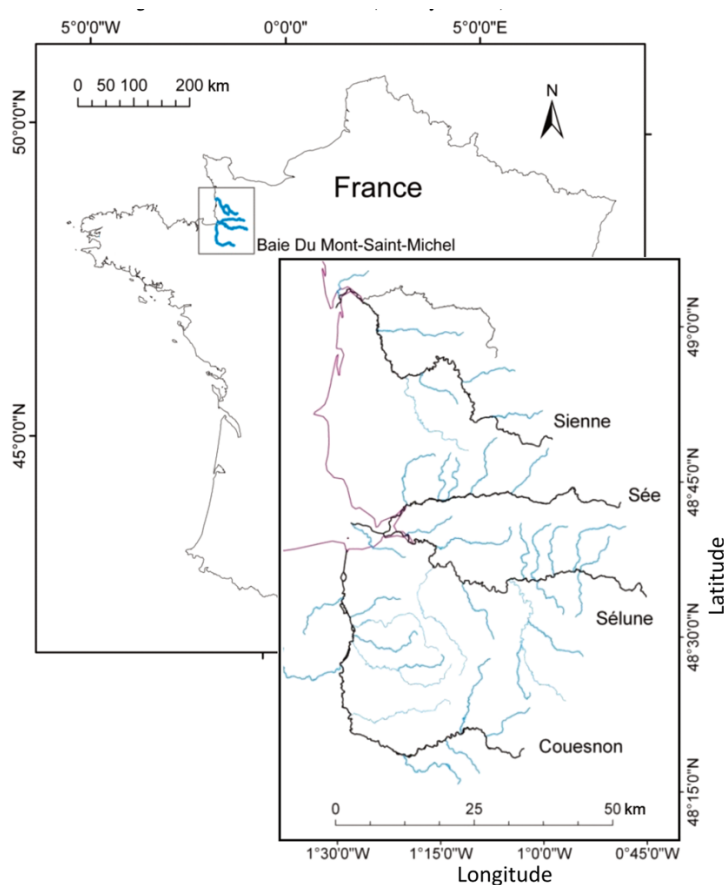 5°0'0"W 0°0'0" 5°0'0"E
0 50 100 200 km
N
50°0'0"N
France
Baie Du Mont-Saint-Michel
49°0'0"N
45°0'0"N
Sienne
48°45'0"N
Sée
Latitude
Sélune
48°30'0"N
Couesnon
48°15'0"N
0 25 50 km
1°30'0"W 1°15'0"W 1°0'0"W 0°45'0"W
Longitude